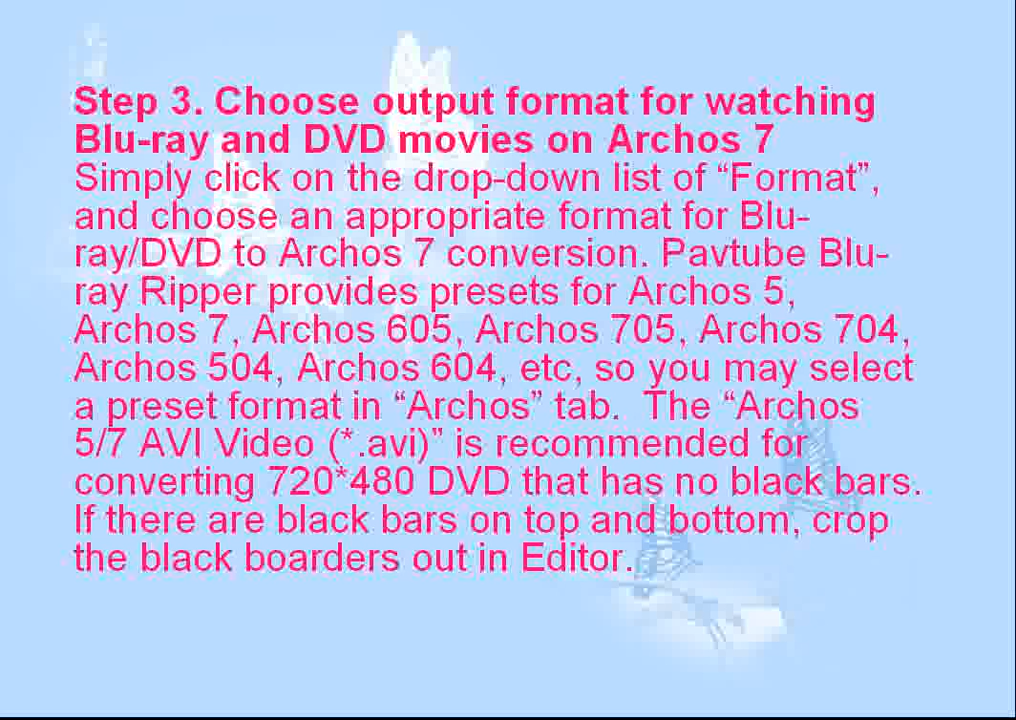 Step 3. Choose output format for watching
Blu-ray and DVD movies on Archos 7
Simply click on the drop-down list of “Format”,
and choose an appropriate format for Blu-
ray/DVD to Archos 7 conversion. Pavtube Blu-
ray Ripper provides presets for Archos 5,
Archos 7, Archos 605, Archos 705, Archos 704,
Archos 504, Archos 604, etc, so you may select
a preset format in “Archos” tab.  The “Archos
5/7 AVI Video (*.avi)” is recommended for
converting 720*480 DVD that has no black bars.
If there are black bars on top and bottom, crop
the black boarders out in Editor.